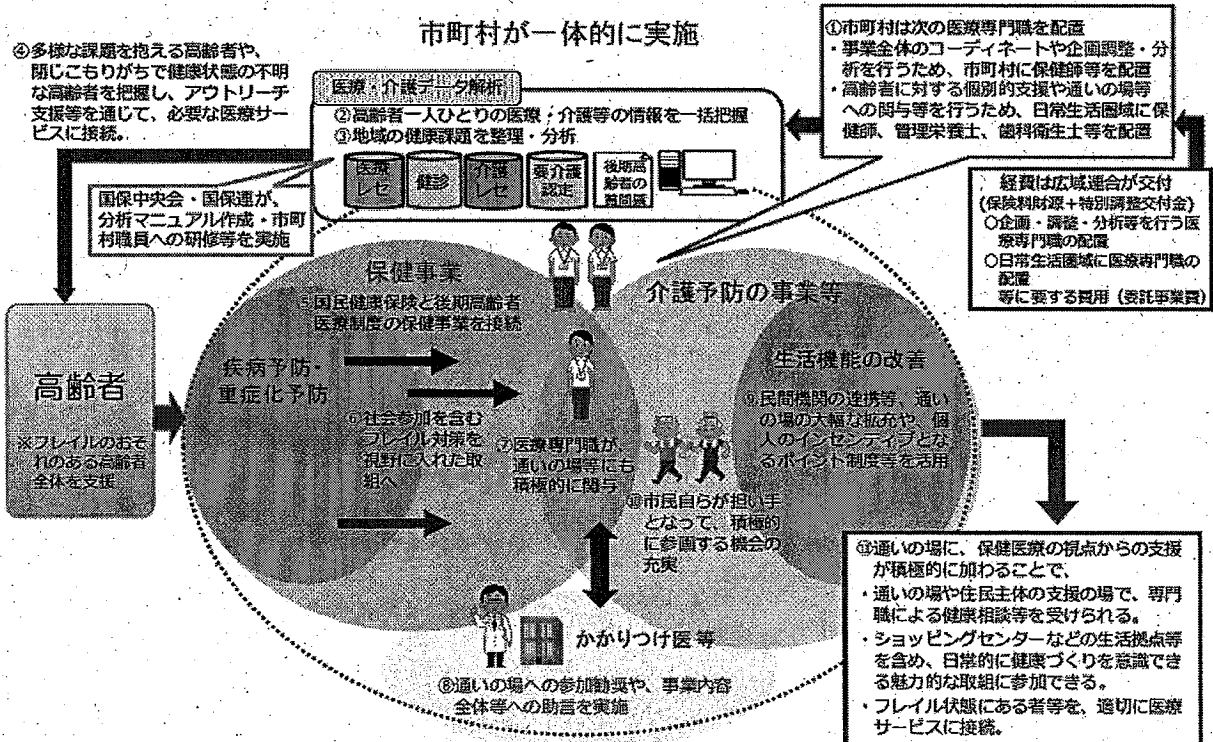 市町村が一体的に実施
①市町村は次の医療専門職を配置
・事業全体のコーディネートや企画調整・分
析を行うため、市町村に保健師等を配置
・高齢者に対する個別的支援や通いの場等
への関与等を行うため、日常生活圏域に保
健師、管理栄養士、歯科衛生士等を配置
④多様な課題を抱える高齢者や、
閉じこもりがちで健康状態の不明
な高齢者を把握し、アウトリーチ
支援等を通じて、必要な医療サー
ビスに接続。
医療・介護データ解析
②高齢者一人ひとりの医療・介護等の情報を一括把握
③地域の健康課題を整理・分析
医療
レセ
健診
介護
レセ
要介護
認定
後期高
齢者の
質問票
国保中央会・国保連が、
分析マニュアル作成・市町
村職員への研修等を実施
経費は広域連合が交付
(保険料財源+特別調整交付金)
○企画・調整・分析等を行う医
療専門職の配置
○日常生活圏域に医療専門職の
配置
等に要する費用(委託事業費)
保健事業
⑤国民健康保険と後期高齢者
医療制度の保健事業を接続
介護予防の事業等
高齢者
※フレイルのおそ
れのある高齢者
全体を支援
疾病予防・
重症化予防
⑥社会参加を含む
フレイル対策を
視野に入れた取
組へ
⑦医療専門職が、
通いの場等にも
積極的に関与
生活機能の改善
⑨民間機関の連携等、通い
の場の大幅な拡充や、個
人のインセンティブとな
るポイント制度等を活用
⑩市民自らが担い手
となって、積極的
に参画する機会の
充実
かかりつけ医等
⑧通いの場への参加勧奨や、事業内容
全体等への助言を実施
⑪通いの場に、保健医療の視点からの支援
が積極的に加わることで、
・通いの場や住民主体の支援の場で、専門
職による健康相談等を受けられる。
・ショッピングセンターなどの生活拠点等
を含め、日常的に健康づくりを意識でき
る魅力的な取組に参加できる。
・フレイル状態にある者等を、適切に医療
サービスに接続。